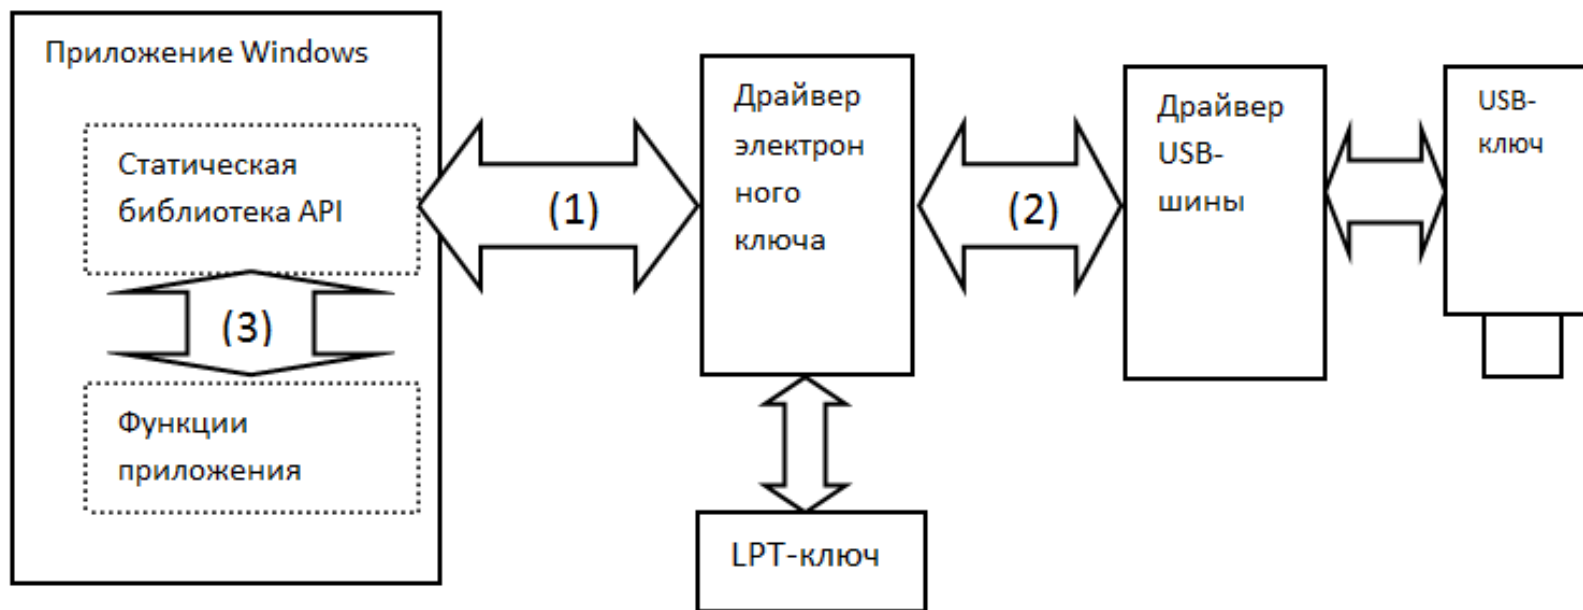 Приложение Windows
Статическая
библиотека API
(3)
Функции
приложения
(1)
Драйвер
электрон
ного
ключа
(2)
Драйвер
USB-
шины
USB-
ключ
LPT-ключ